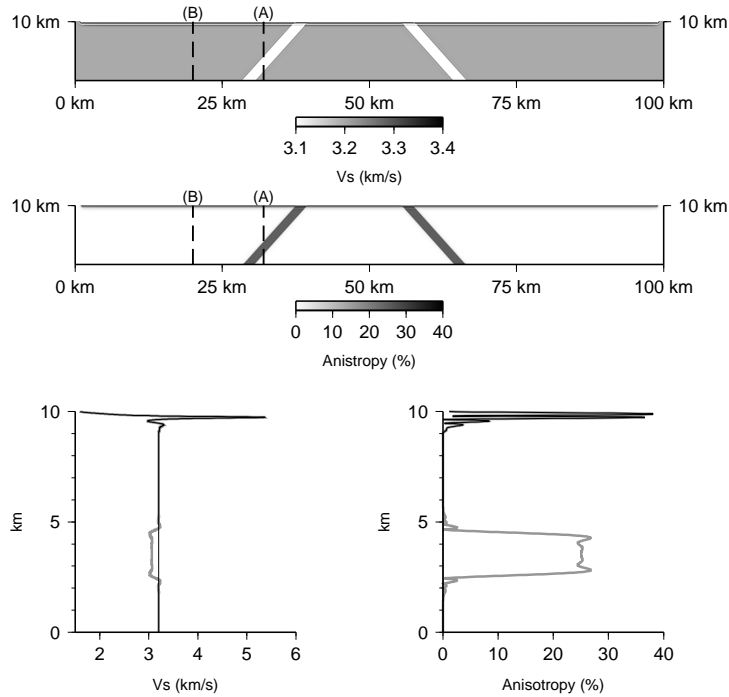 (B) (A)
10 km 10 km
0 km 25 km 50 km 75 km 100 km
3.1 3.2 3.3 3.4
Vs (km/s)
(B) (A)
10 km 10 km
0 km 25 km 50 km 75 km 100 km
0 10 20 30 40
Anistropy (%)
10
5
0
km
2 3 4 5 6
Vs (km/s)
10
5
0
km
0 10 20 30 40
Anisotropy (%)